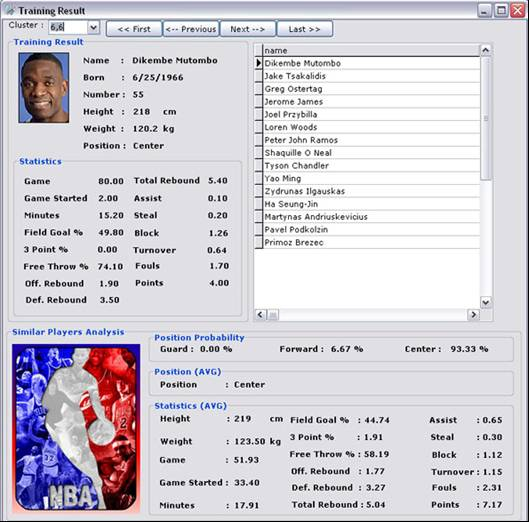 Training Result
Cluster : 6,6 << First <-- Previous Next --> Last >>
Training Result
Name : Dikembe Mutombo
Born : 6/25/1966
Number : 55
Height : 218 cm
Weight : 120.2 kg
Position : Center
Statistics
Game 80.00 Total Rebound 5.40
Game Started 2.00 Assist 0.10
Minutes 15.20 Steal 0.20
Field Goal % 49.80 Block 1.26
3 Point % 0.00 Turnover 0.64
Free Throw % 74.10 Fouls 1.70
Off. Rebound 1.90 Points 4.00
Def. Rebound 3.50
name
Dikembe Mutombo
Jake Tsakalidis
Greg Ostertag
Jerome James
Joel Przybilla
Loren Woods
Peter John Ramos
Shaquille O Neal
Tyson Chandler
Yao Ming
Zydrunas Ilgauskas
Ha Seung-Jin
Martynas Andriuskevicius
Pavel Podkolzin
Primoz Brezec
Similar Players Analysis
NBA
Position Probability
Guard : 0.00 % Forward : 6.67 % Center : 93.33 %
Position (AVG)
Position : Center
Statistics (AVG)
Height : 219 cm Field Goal % : 44.74 Assist : 0.65
Weight : 123.50 kg 3 Point % : 1.91 Steal : 0.30
Game : 51.93 Free Throw % : 58.19 Block : 1.12
Game Started : 33.40 Off. Rebound : 1.77 Turnover : 1.15
Minutes : 17.91 Def. Rebound : 3.27 Fouls : 2.31
Total Rebound : 5.04 Points : 7.17